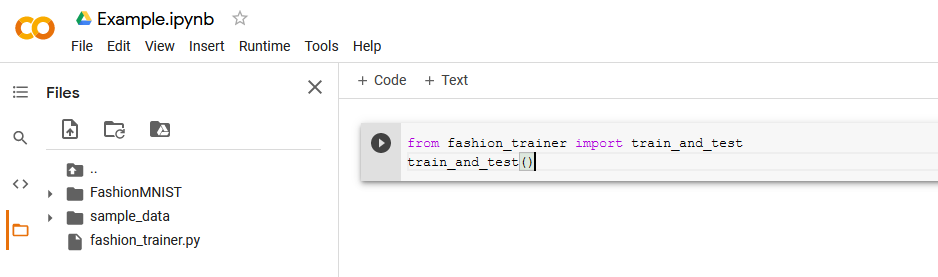 Example.ipynb
File Edit View Insert Runtime Tools Help
Files
+ Code + Text
..
FashionMNIST
sample_data
fashion_trainer.py
from fashion_trainer import train_and_test
train_and_test()